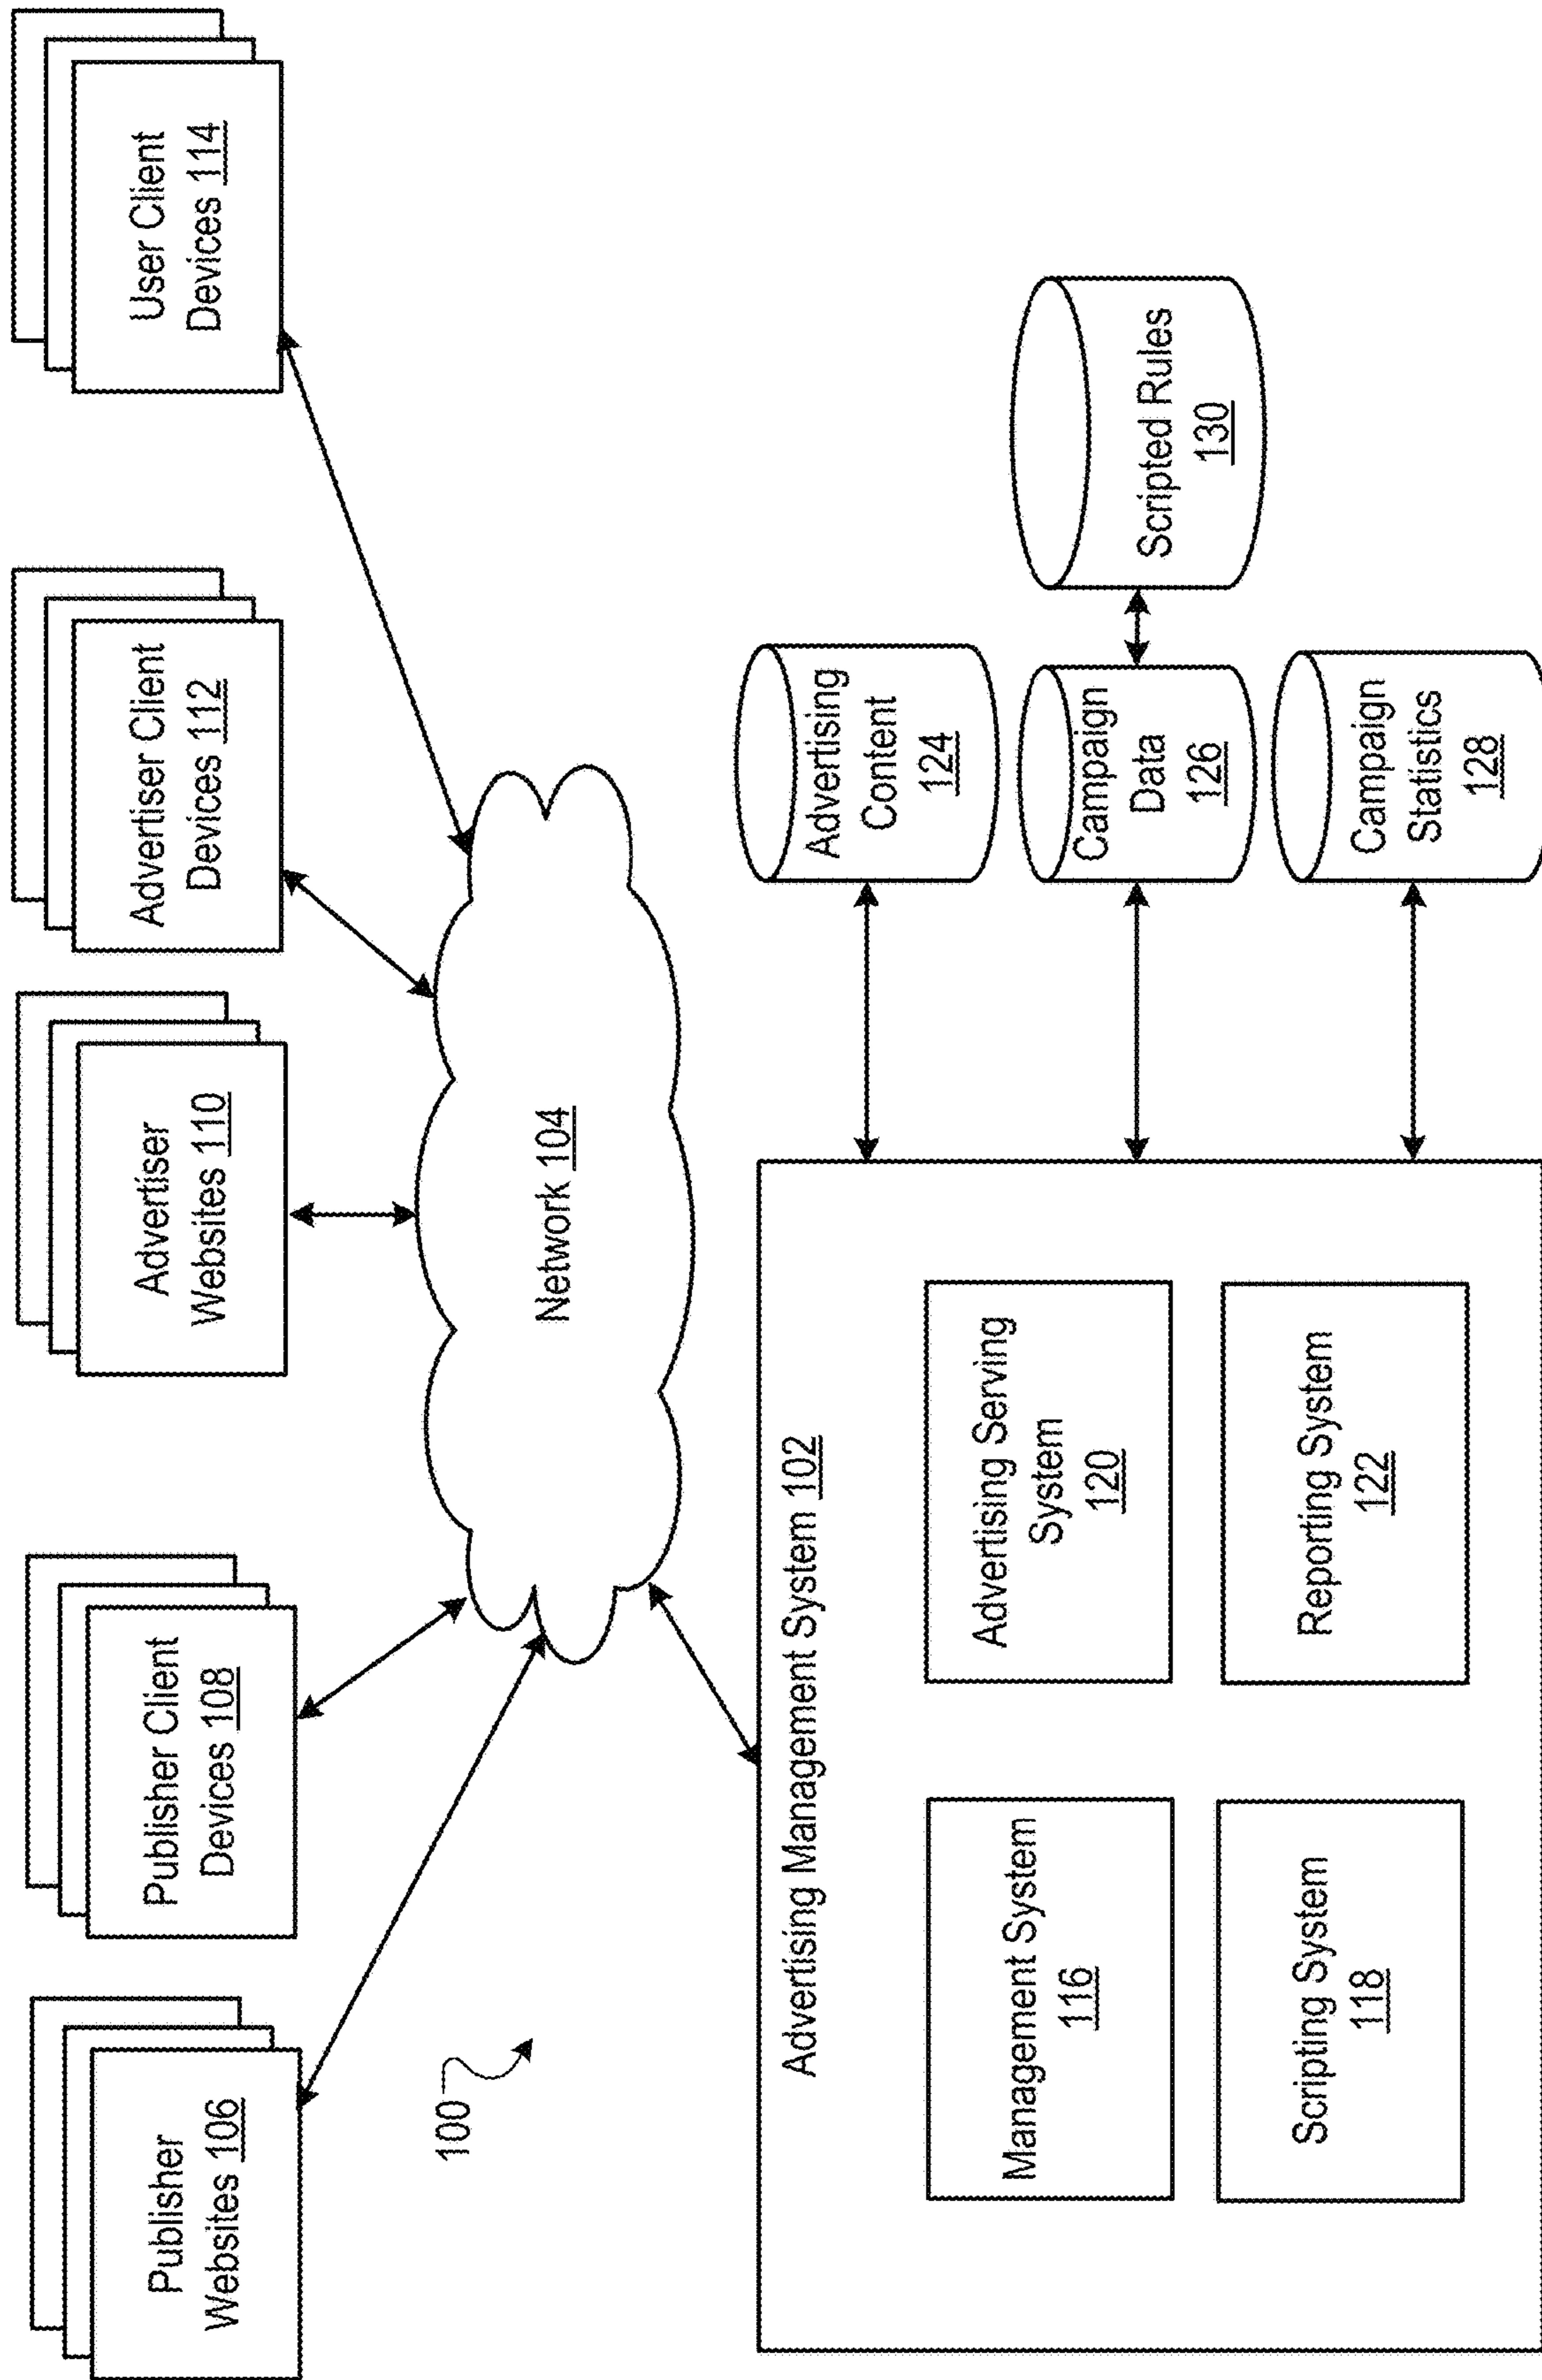 Publisher
Websites 106
Publisher Client
Devices 108
Advertiser
Websites 110
Advertiser Client
Devices 112
User Client
Devices 114
100
Network 104
Advertising Management System 102
Management System
116
Advertising Serving
System
120
Scripting System
118
Reporting System
122
Advertising
Content
124
Campaign
Data
126
Scripted Rules
130
Campaign
Statistics
128